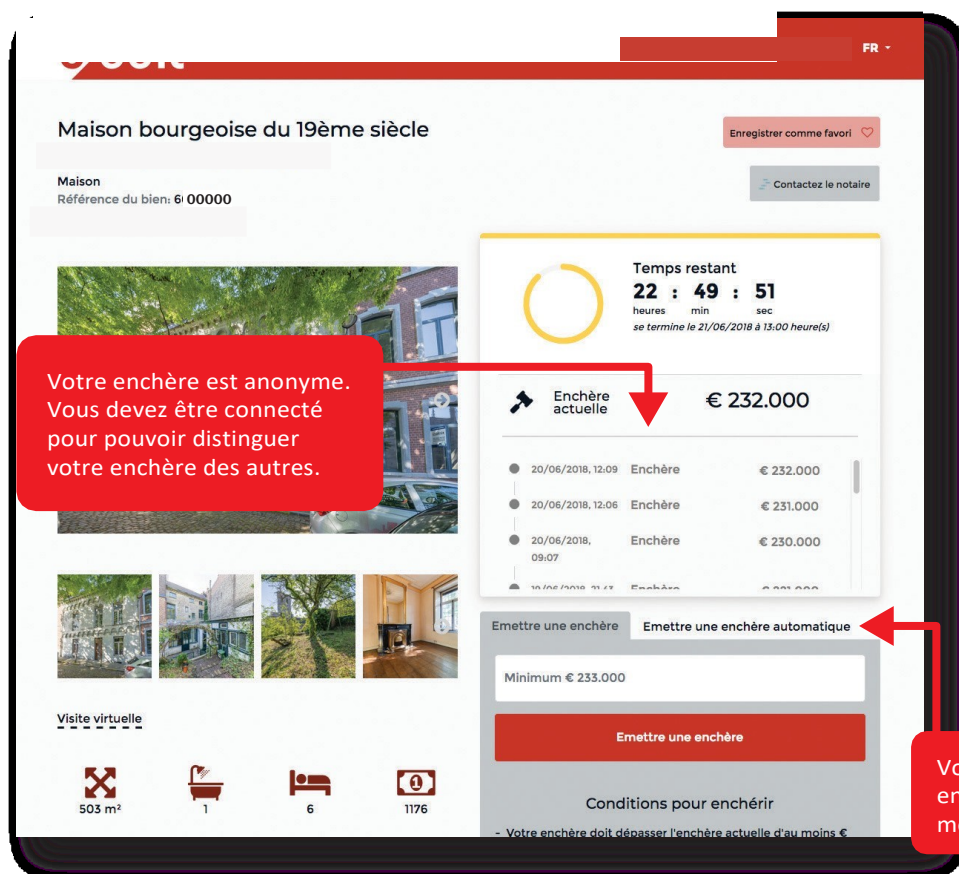 FR
Maison bourgeoise du 19ème siècle
Enregistrer comme favori
Maison
Référence du bien: 6 00000
Contactez le notaire
Temps restant
22 : 49 : 51
heures min sec
se termine le 21/06/2018 à 13:00 heure(s)
Votre enchère est anonyme.
Vous devez être connecté
pour pouvoir distinguer
votre enchère des autres.
Enchère
actuelle
€ 232.000
20/06/2018, 12:09 Enchère € 232.000
20/06/2018, 12:06 Enchère € 231.000
20/06/2018,
09:07
Enchère € 230.000
Enchère
Emettre une enchère Emettre une enchère automatique
Minimum € 233.000
Emettre une enchère
Visite virtuelle
503 m² 1 6 1176
Conditions pour enchérir
- Votre enchère doit dépasser l'enchère actuelle d'au moins €